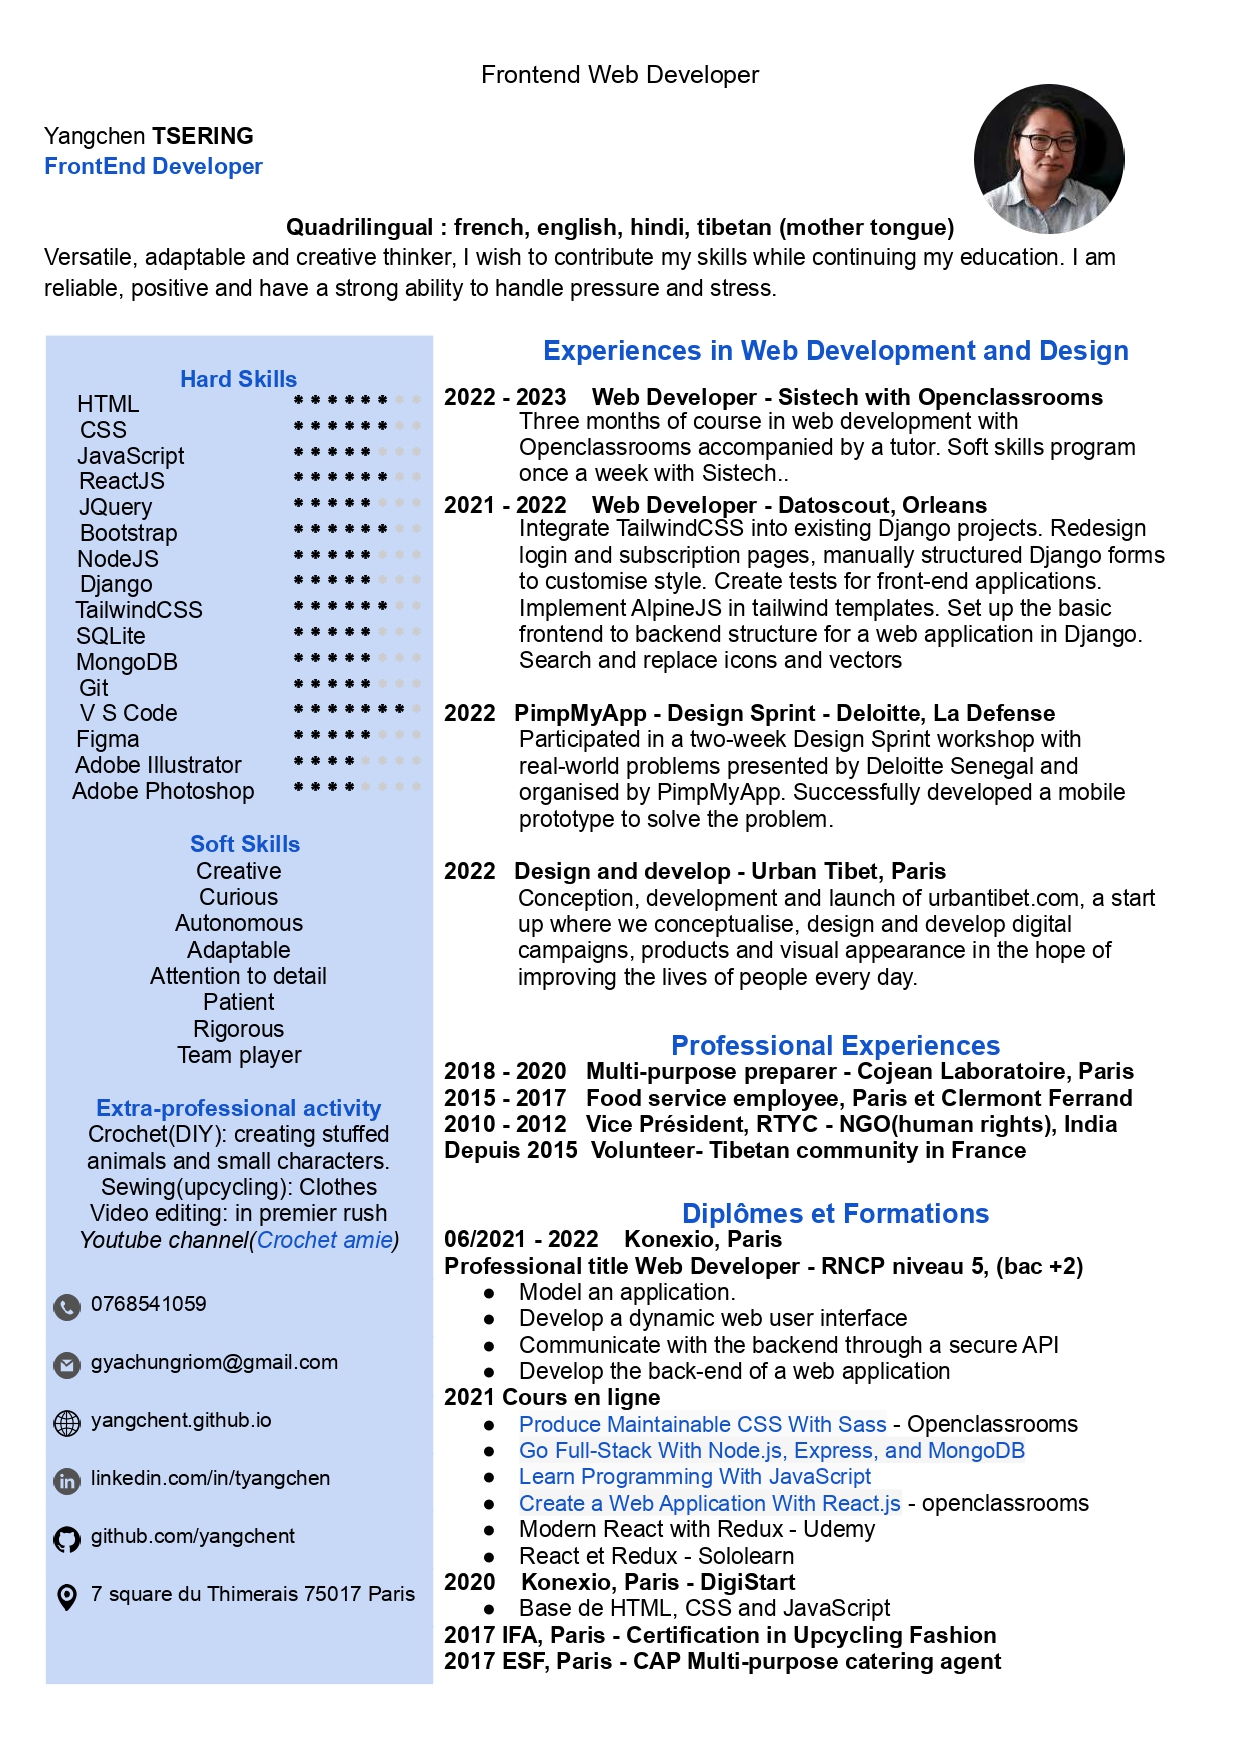 Frontend Web Developer
Yangchen TSERING
FrontEnd Developer
Quadrilingual : french, english, hindi, tibetan (mother tongue)
Versatile, adaptable and creative thinker, I wish to contribute my skills while continuing my education. I am
reliable, positive and have a strong ability to handle pressure and stress.
Hard Skills
HTML
CSS
JavaScript
ReactJS
JQuery
Bootstrap
NodeJS
Django
TailwindCSS
SQLite
MongoDB
Git
V S Code
Figma
Adobe Illustrator
Adobe Photoshop
Soft Skills
Creative
Curious
Autonomous
Adaptable
Attention to detail
Patient
Rigorous
Team player
Extra-professional activity
Crochet(DIY): creating stuffed
animals and small characters.
Sewing(upcycling): Clothes
Video editing: in premier rush
Youtube channel(Crochet amie)
0768541059
gyachungriom@gmail.com
yangchent.github.io
linkedin.com/in/tyangchen
github.com/yangchent
7 square du Thimerais 75017 Paris
Experiences in Web Development and Design
2022 - 2023 Web Developer - Sistech with Openclassrooms
Three months of course in web development with
Openclassrooms accompanied by a tutor. Soft skills program
once a week with Sistech..
2021 - 2022 Web Developer - Datoscout, Orleans
Integrate TailwindCSS into existing Django projects. Redesign
login and subscription pages, manually structured Django forms
to customise style. Create tests for front-end applications.
Implement AlpineJS in tailwind templates. Set up the basic
frontend to backend structure for a web application in Django.
Search and replace icons and vectors
2022 PimpMyApp - Design Sprint - Deloitte, La Defense
Participated in a two-week Design Sprint workshop with
real-world problems presented by Deloitte Senegal and
organised by PimpMyApp. Successfully developed a mobile
prototype to solve the problem.
2022 Design and develop - Urban Tibet, Paris
Conception, development and launch of urbantibet.com, a start
up where we conceptualise, design and develop digital
campaigns, products and visual appearance in the hope of
improving the lives of people every day.
Professional Experiences
2018 - 2020 Multi-purpose preparer - Cojean Laboratoire, Paris
2015 - 2017 Food service employee, Paris et Clermont Ferrand
2010 - 2012 Vice Président, RTYC - NGO(human rights), India
Depuis 2015 Volunteer- Tibetan community in France
Diplômes et Formations
06/2021 - 2022 Konexio, Paris
Professional title Web Developer - RNCP niveau 5, (bac +2)
● Model an application.
● Develop a dynamic web user interface
● Communicate with the backend through a secure API
● Develop the back-end of a web application
2021 Cours en ligne
● Produce Maintainable CSS With Sass - Openclassrooms
● Go Full-Stack With Node.js, Express, and MongoDB
● Learn Programming With JavaScript
● Create a Web Application With React.js - openclassrooms
● Modern React with Redux - Udemy
● React et Redux - Sololearn
2020 Konexio, Paris - DigiStart
● Base de HTML, CSS and JavaScript
2017 IFA, Paris - Certification in Upcycling Fashion
2017 ESF, Paris - CAP Multi-purpose catering agent